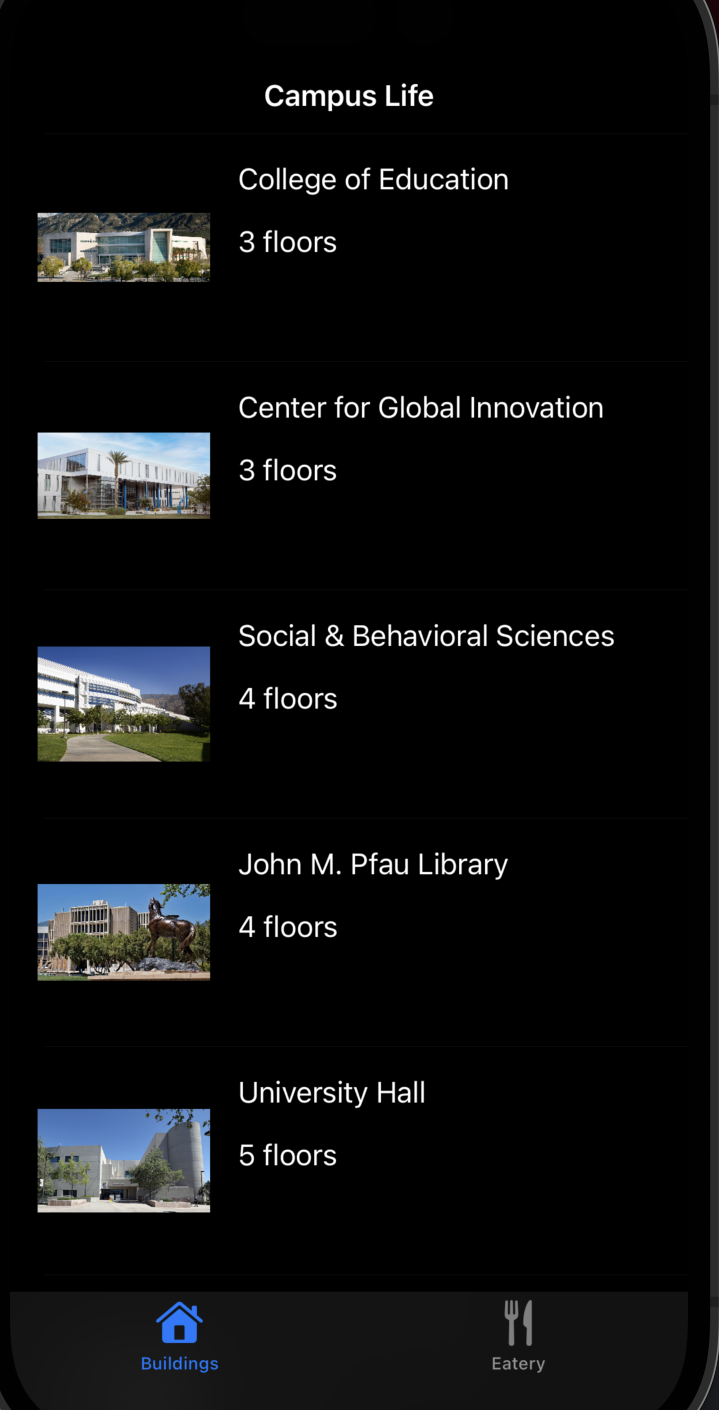 Campus Life
College of Education
3 floors
Center for Global Innovation
3 floors
Social & Behavioral Sciences
4 floors
John M. Pfau Library
4 floors
University Hall
5 floors
Buildings
Eatery